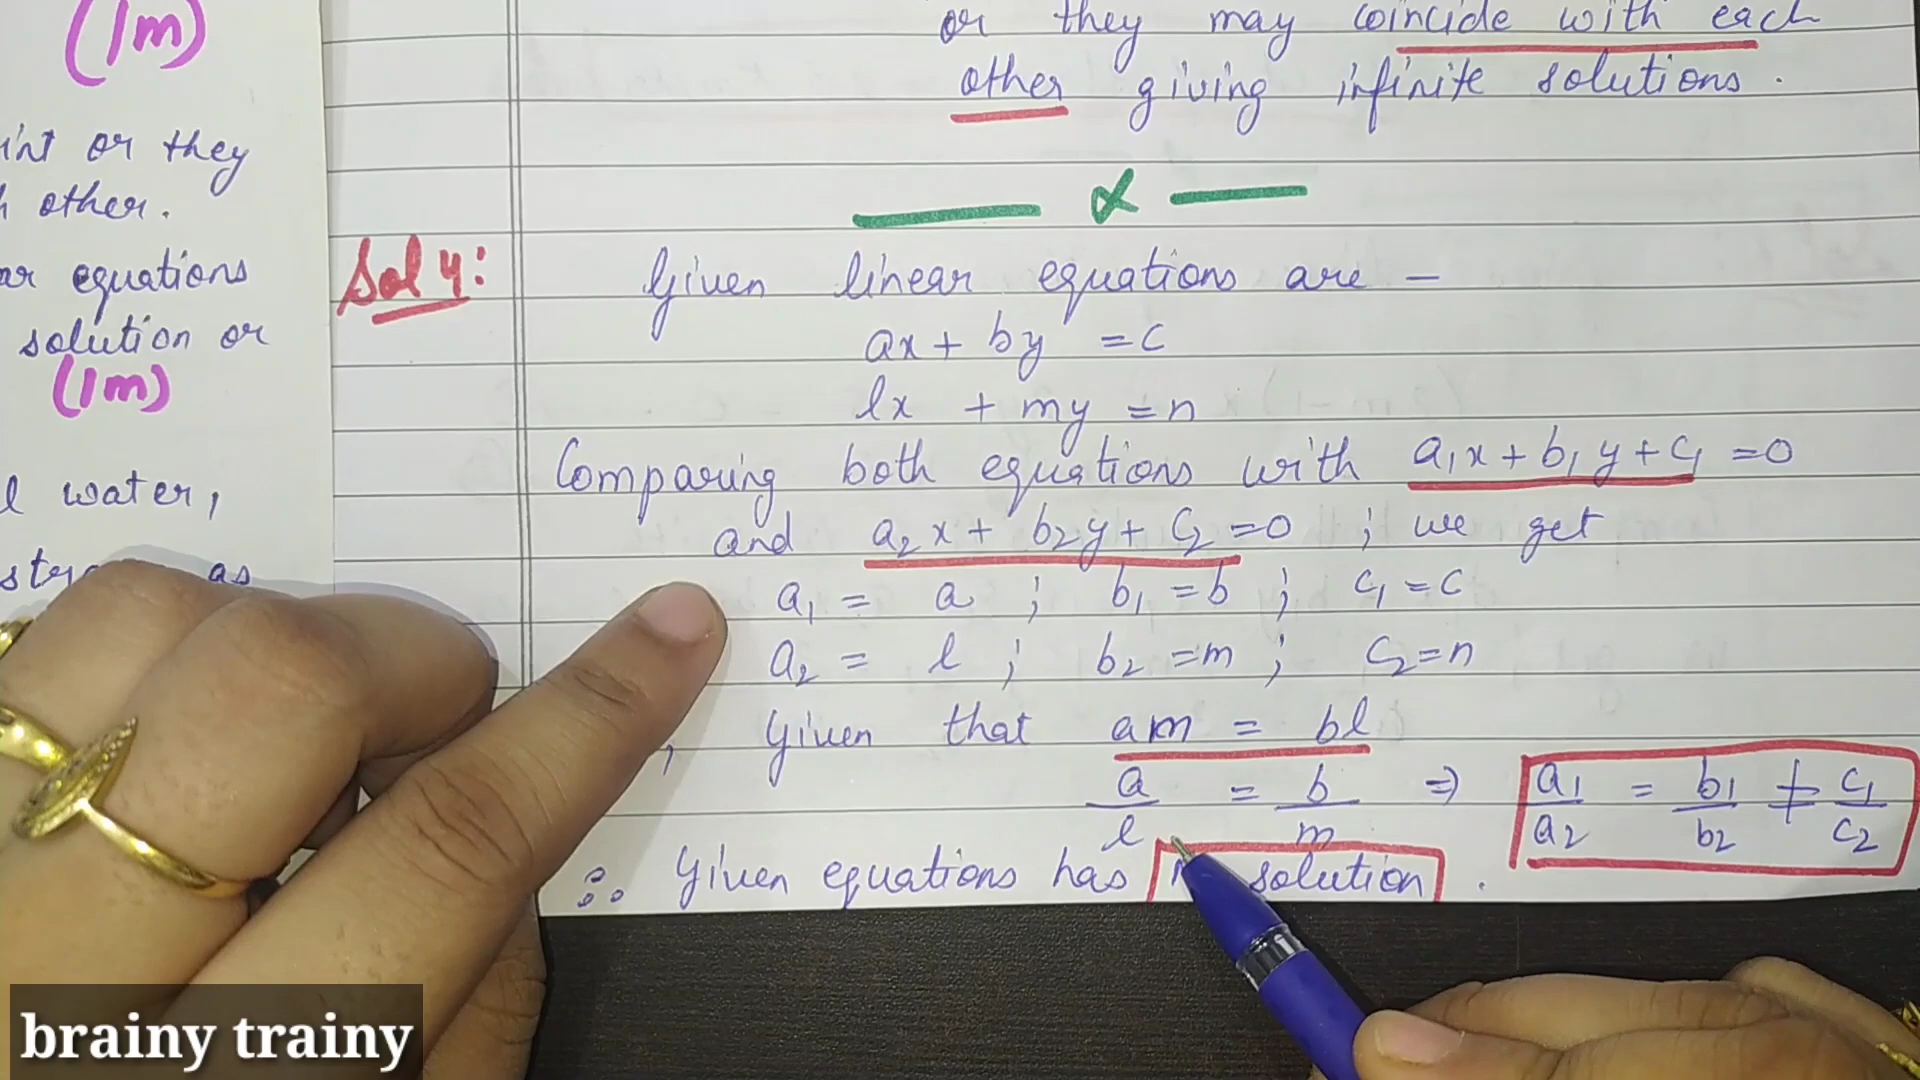 (1m)
int or they
other.
equations
solution or
(1m)
water,
as
or they may coincide with each
other giving infinite solutions.
Sol 4: Given linear equations are –
ax + by = c
lx + my = n
Comparing both equations with a₁x + b₁y + c₁ = 0
and a₂x + b₂y + c₂ = 0 ; we get
a₁ = a ; b₁ = b ; c₁ = c
a₂ = l ; b₂ = m ; c₂ = n
, Given that am = bl
a/l = b/m ⇒ a₁/a₂ = b₁/b₂ ≠ c₁/c₂
∴ Given equations has solution.
brainy trainy